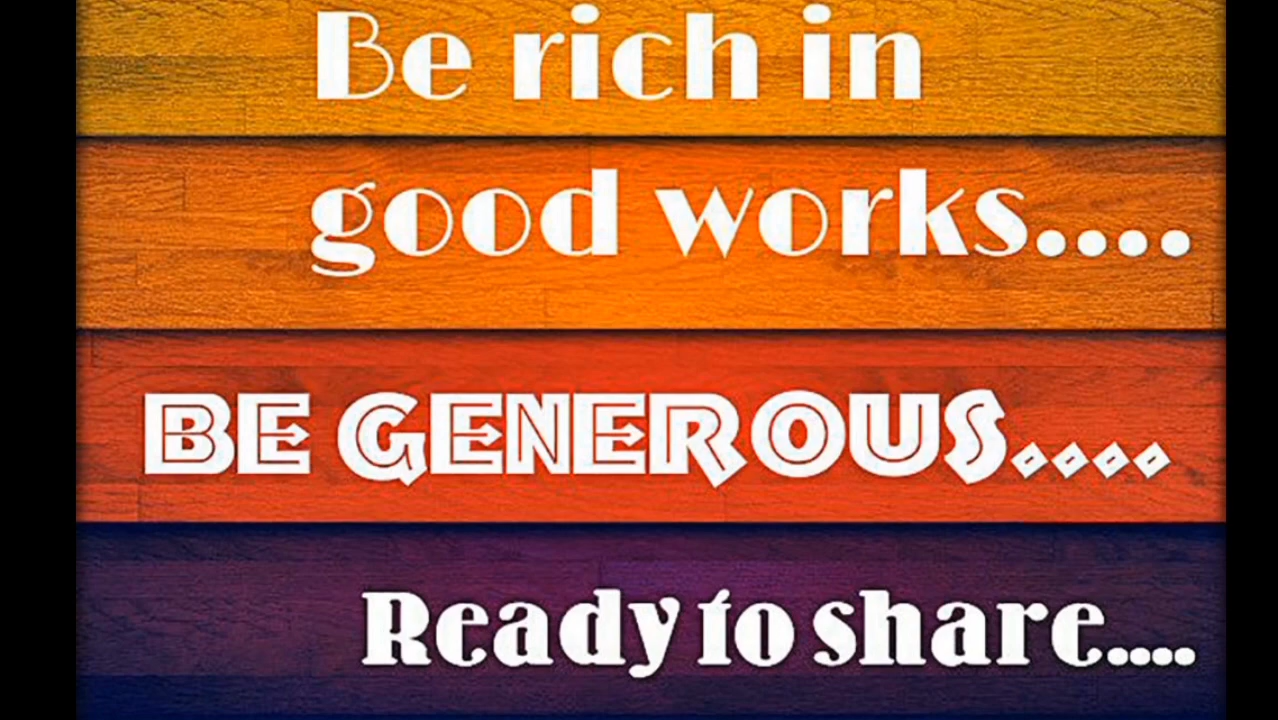 Be rich in
good works....
BE GENEROUS....
Ready to share....